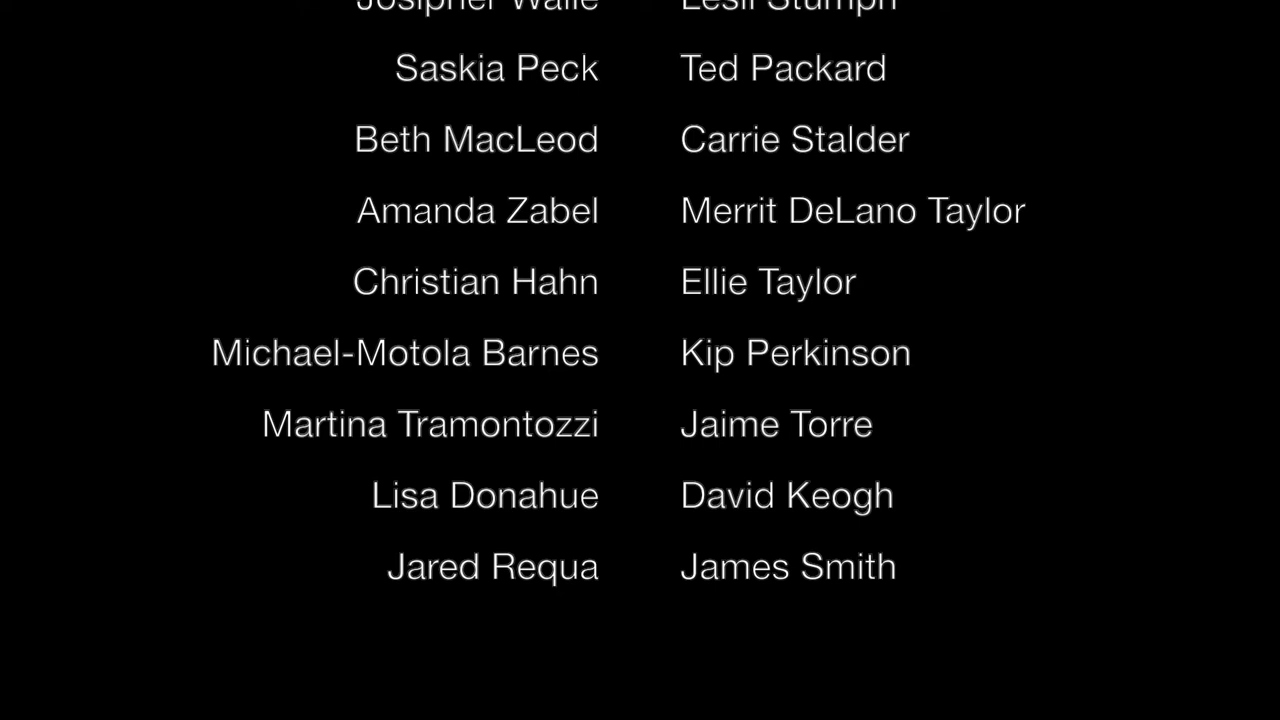 Saskia Peck Ted Packard
Beth MacLeod Carrie Stalder
Amanda Zabel Merrit DeLano Taylor
Christian Hahn Ellie Taylor
Michael-Motola Barnes Kip Perkinson
Martina Tramontozzi Jaime Torre
Lisa Donahue David Keogh
Jared Requa James Smith